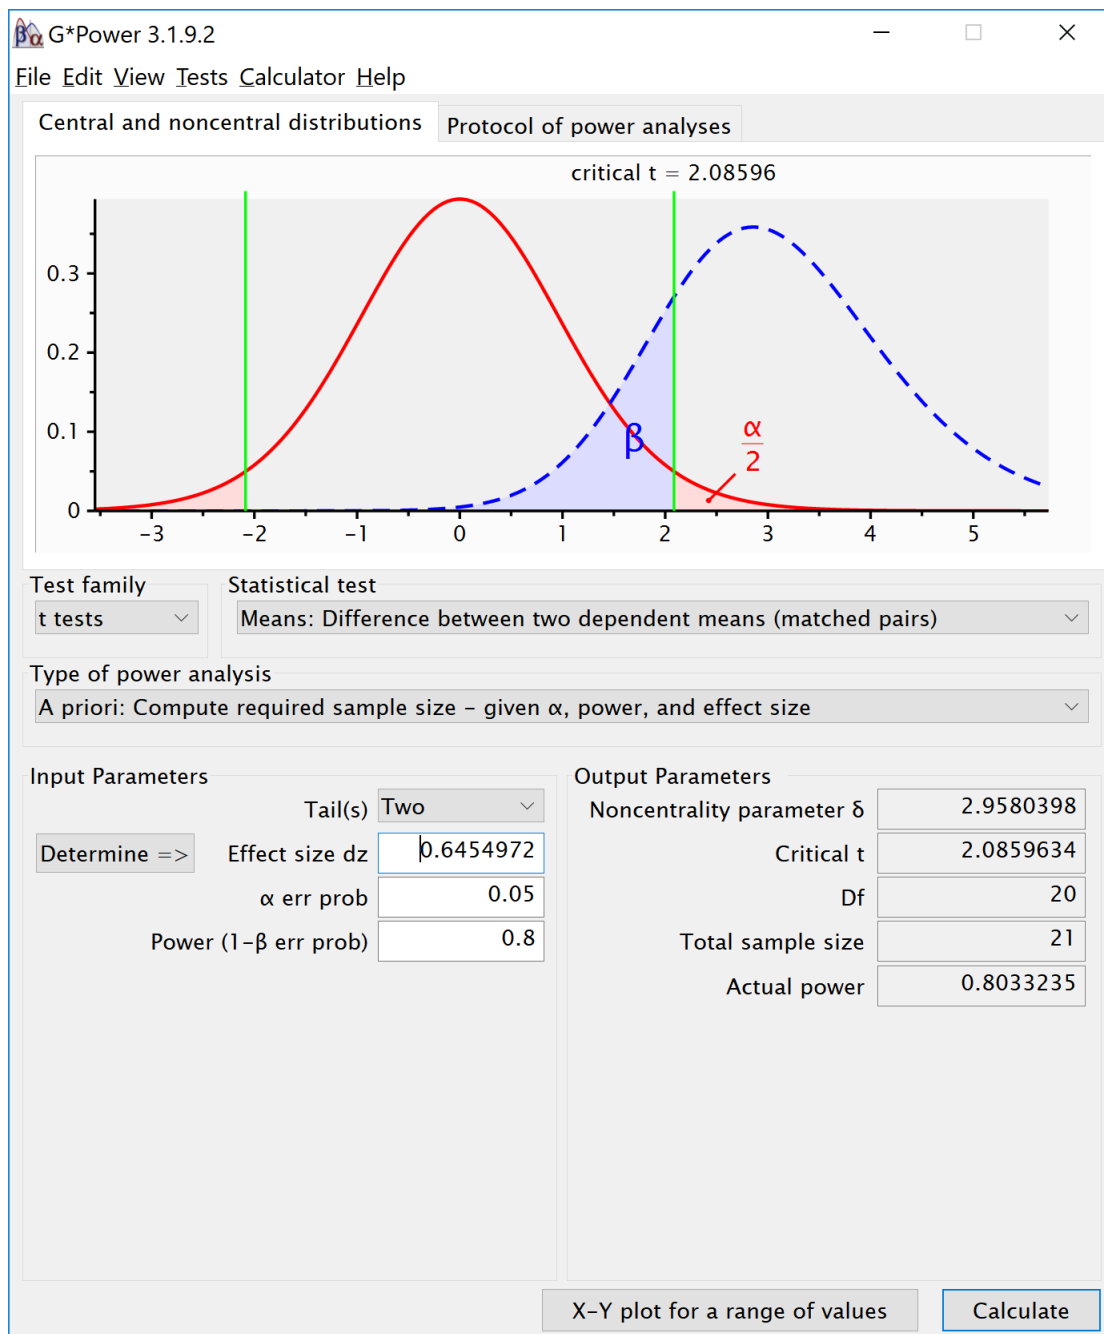 G*Power 3.1.9.2
File Edit View Tests Calculator Help
Central and noncentral distributions Protocol of power analyses
critical t = 2.08596
0.3
0.2
0.1
0
β
α
2
-3 -2 -1 0 1 2 3 4 5
Test family Statistical test
t tests Means: Difference between two dependent means (matched pairs)
Type of power analysis
A priori: Compute required sample size – given α, power, and effect size
Input Parameters
Tail(s) Two
Determine => Effect size dz 0.6454972
α err prob 0.05
Power (1-β err prob) 0.8
Output Parameters
Noncentrality parameter δ 2.9580398
Critical t 2.0859634
Df 20
Total sample size 21
Actual power 0.8033235
X-Y plot for a range of values Calculate